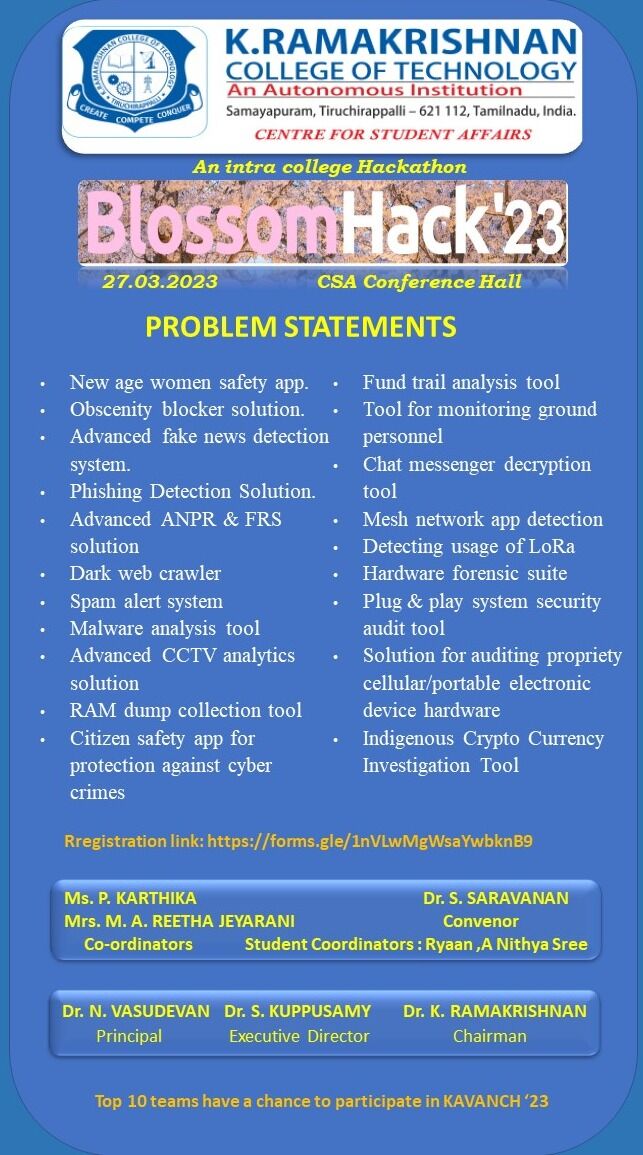 K.RAMAKRISHNAN COLLEGE OF TECHNOLOGY
TIRUCHIRAPPALLI
CREATE COMPETE CONQUER
K.RAMAKRISHNAN
COLLEGE OF TECHNOLOGY
An Autonomous Institution
Samayapuram, Tiruchirappalli – 621 112, Tamilnadu, India.
CENTRE FOR STUDENT AFFAIRS
An intra college Hackathon
BlossomHack'23
27.03.2023 CSA Conference Hall
PROBLEM STATEMENTS
• New age women safety app.
• Obscenity blocker solution.
• Advanced fake news detection
system.
• Phishing Detection Solution.
• Advanced ANPR & FRS
solution
• Dark web crawler
• Spam alert system
• Malware analysis tool
• Advanced CCTV analytics
solution
• RAM dump collection tool
• Citizen safety app for
protection against cyber
crimes
• Fund trail analysis tool
• Tool for monitoring ground
personnel
• Chat messenger decryption
tool
• Mesh network app detection
• Detecting usage of LoRa
• Hardware forensic suite
• Plug & play system security
audit tool
• Solution for auditing propriety
cellular/portable electronic
device hardware
• Indigenous Crypto Currency
Investigation Tool
Rregistration link: https://forms.gle/1nVLwMgWsaYwbknB9
Ms. P. KARTHIKA Dr. S. SARAVANAN
Mrs. M. A. REETHA JEYARANI Convenor
Co-ordinators Student Coordinators : Ryaan ,A Nithya Sree
Dr. N. VASUDEVAN Dr. S. KUPPUSAMY Dr. K. RAMAKRISHNAN
Principal Executive Director Chairman
Top 10 teams have a chance to participate in KAVANCH ‘23